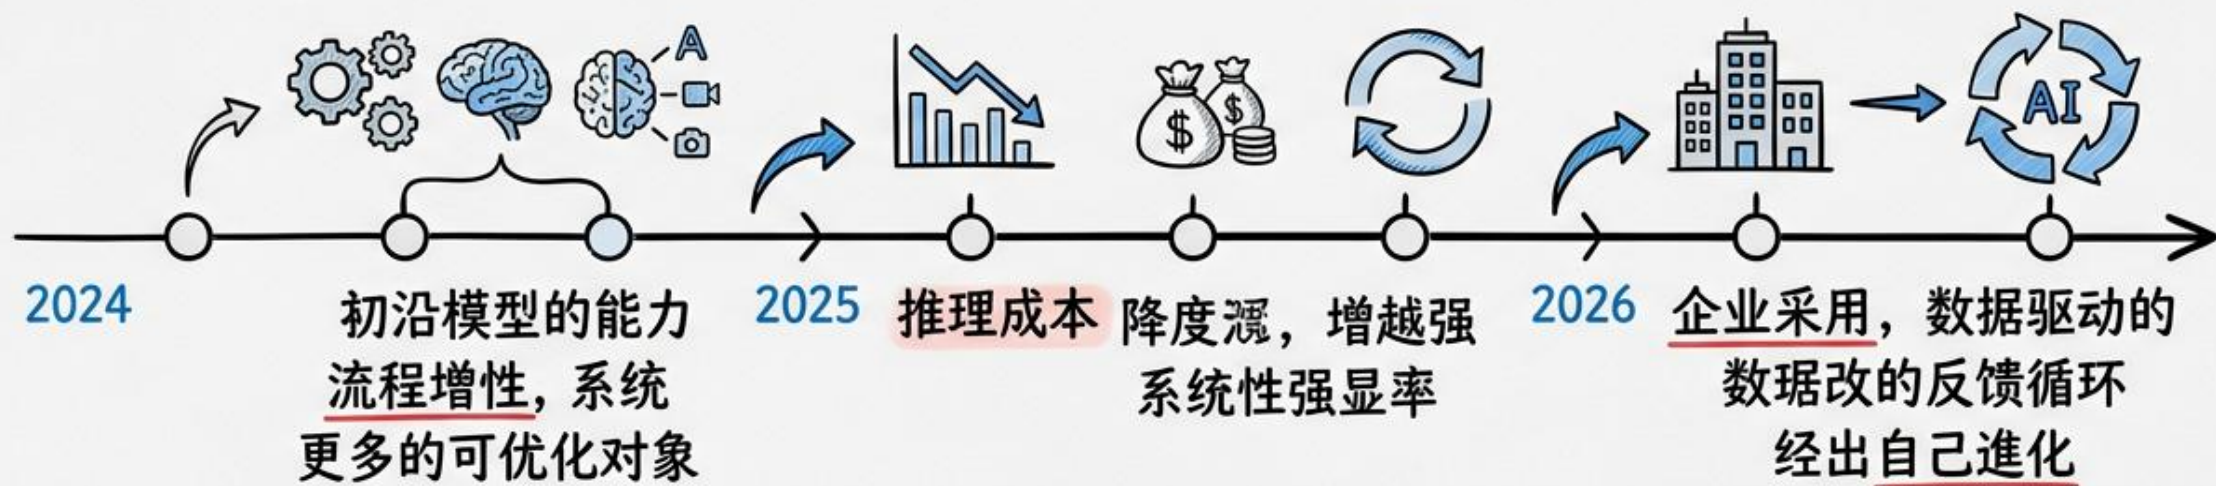 A
AI
2024
初沿模型的能力
流程增性, 系统
更多的可优化对象
2025
推理成本
降度，增越强
系统性强显率
2026
企业采用，数据驱动的
数据改的反馈循环
经出自己進化